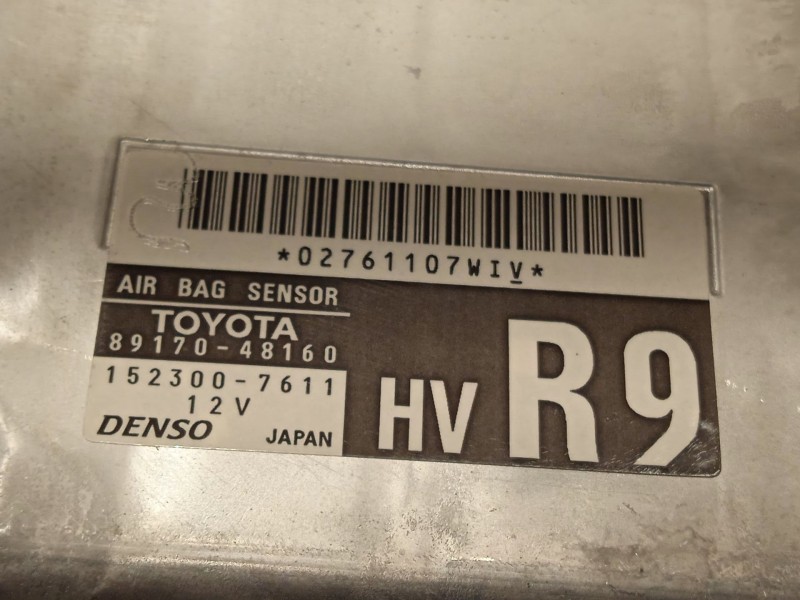 *02761107WIV*
AIR BAG SENSOR
TOYOTA
89170-48160
152300-7611
12V
DENSO JAPAN
HV R9